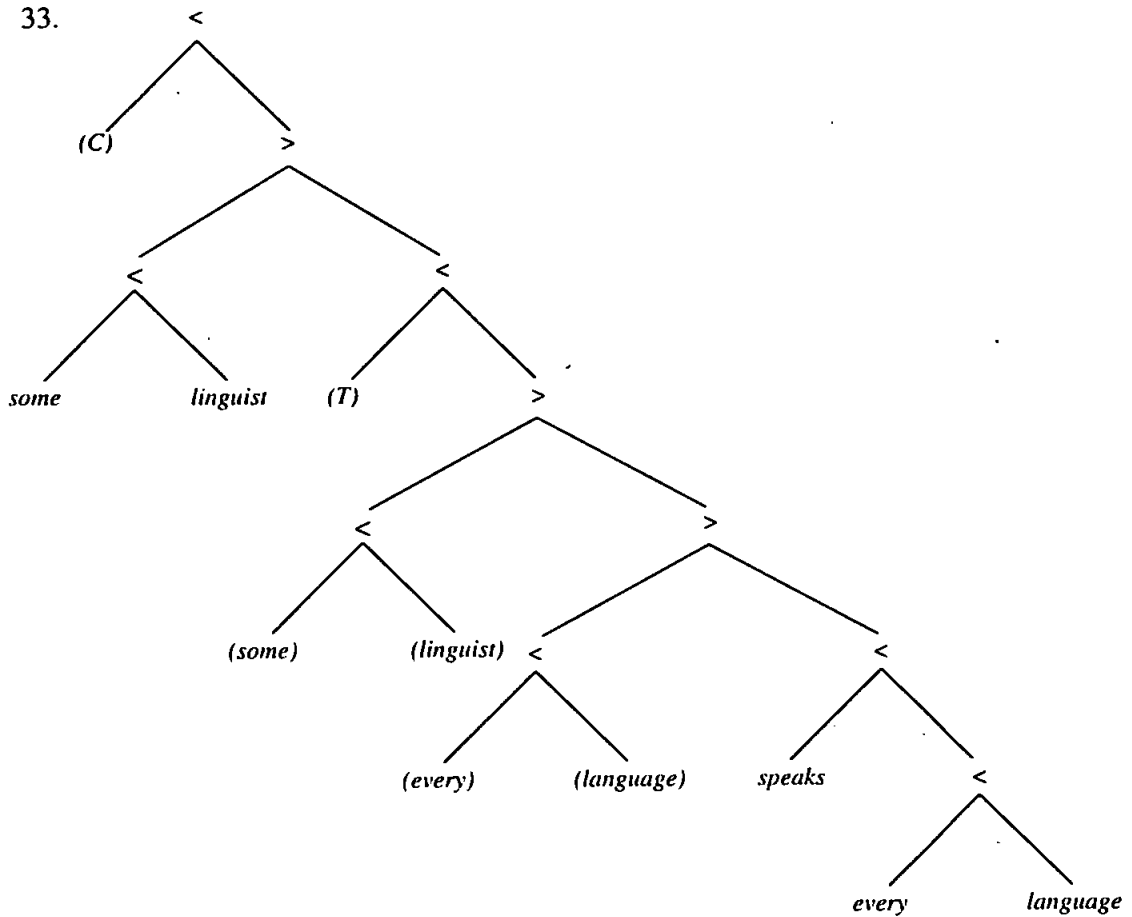 33.
<
(C)
>
< <
some linguist (T) >
< >
(some) (linguist) < <
(every) (language) speaks <
every language